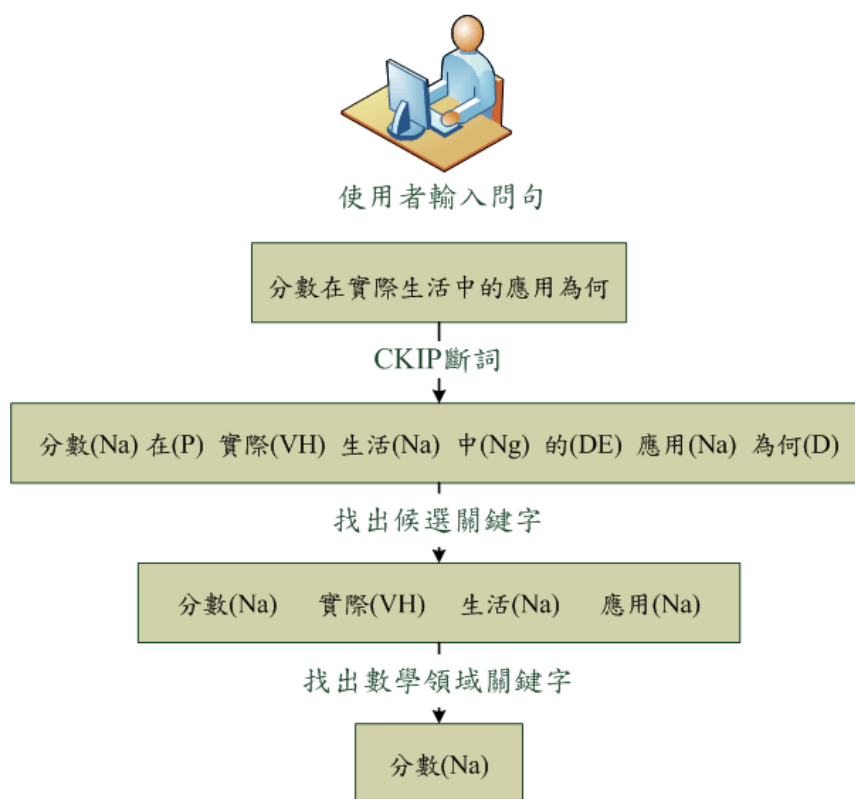 使用者輸入問句
分數在實際生活中的應用為何
CKIP斷詞
分數(Na) 在(P) 實際(VH) 生活(Na) 中(Ng) 的(DE) 應用(Na) 為何(D)
找出候選關鍵字
分數(Na) 實際(VH) 生活(Na) 應用(Na)
找出數學領域關鍵字
分數(Na)